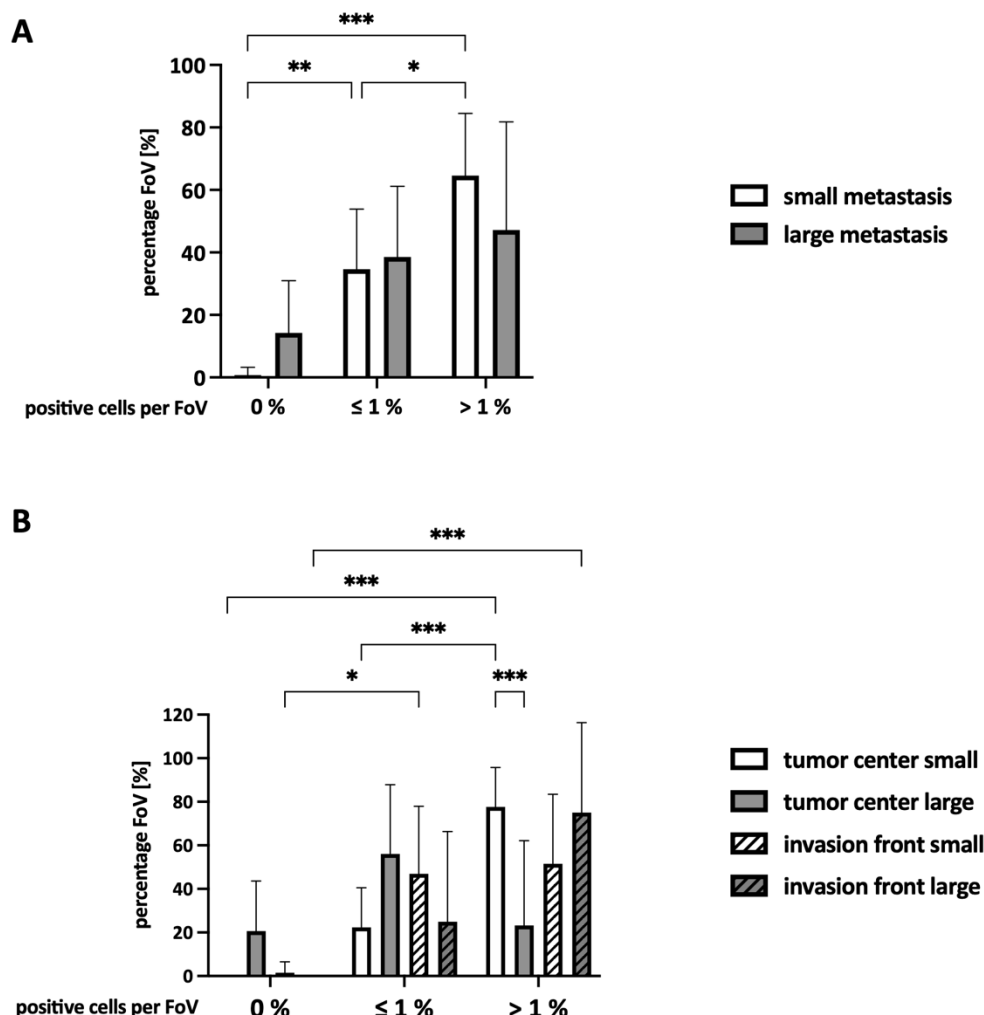 A
***
** *
100
80
60
40
20
0
percentage FoV [%]
positive cells per FoV 0 % ≤ 1 % > 1 %
small metastasis
large metastasis
B
***
***
***
* ***
120
100
80
60
40
20
0
percentage FoV [%]
positive cells per FoV 0 % ≤ 1 % > 1 %
tumor center small
tumor center large
invasion front small
invasion front large